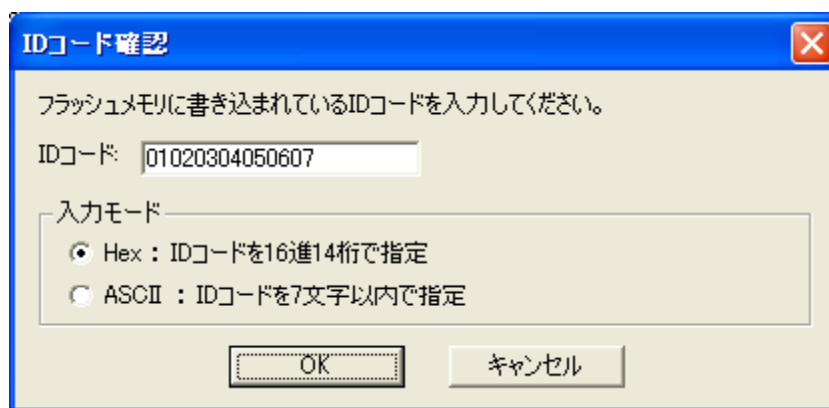 IDコード確認
フラッシュメモリに書き込まれているIDコードを入力してください。
IDコード: 01020304050607
入力モード
Hex : IDコードを16進14桁で指定
ASCII : IDコードを7文字以内で指定
OK キャンセル